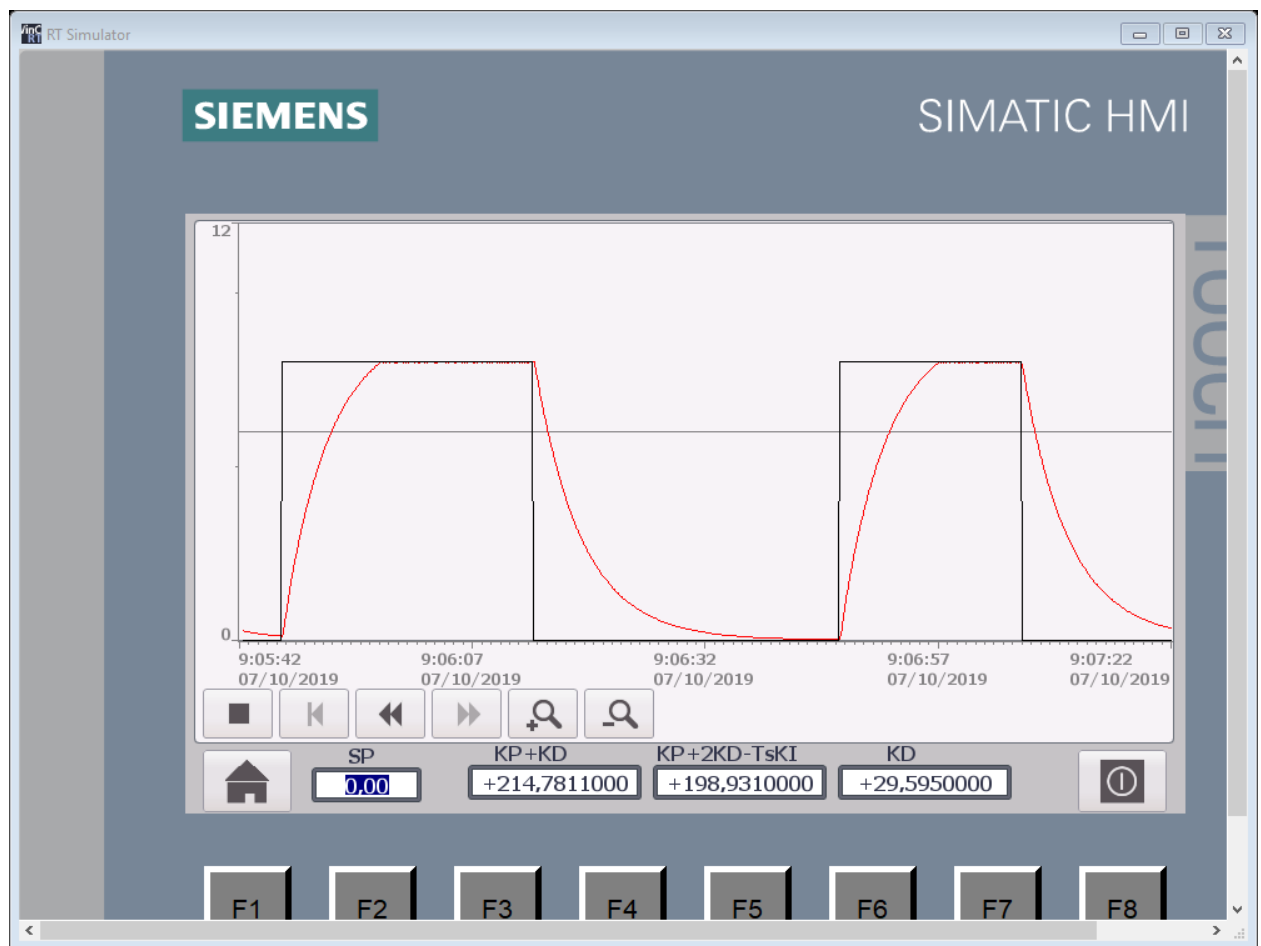 RT Simulator
SIEMENS
SIMATIC HMI
TOUCH
12
0
9:05:42 9:06:07 9:06:32 9:06:57 9:07:22
07/10/2019 07/10/2019 07/10/2019 07/10/2019 07/10/2019
SP KP+KD KP+2KD-TsKI KD
0,00 +214,7811000 +198,9310000 +29,5950000
F1 F2 F3 F4 F5 F6 F7 F8